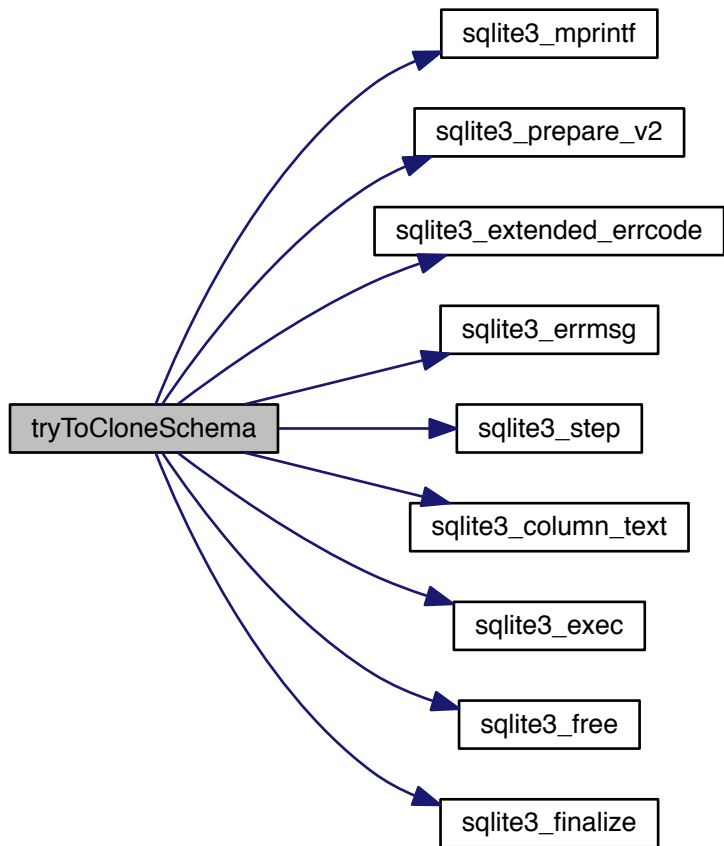 sqlite3_mprintf
sqlite3_prepare_v2
sqlite3_extended_errcode
sqlite3_errmsg
tryToCloneSchema
sqlite3_step
sqlite3_column_text
sqlite3_exec
sqlite3_free
sqlite3_finalize